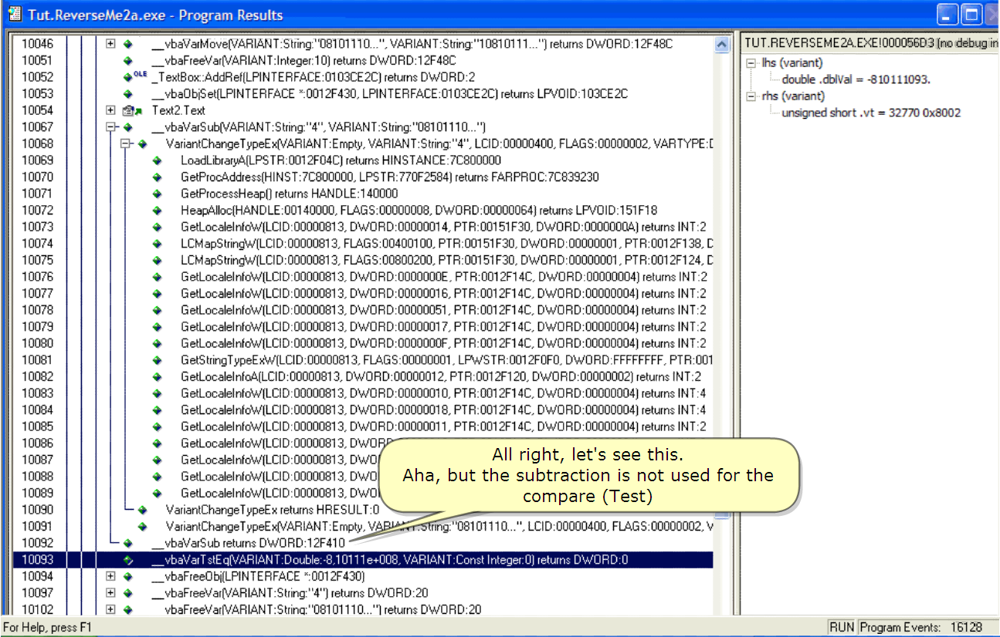 Tut.ReverseMe2a.exe - Program Results
10046 __vbaVarMove(VARIANT:String:"08101110...", VARIANT:String:"10810111...") returns DWORD:12F48C
10051 __vbaFreeVar(VARIANT:Integer:10) returns DWORD:12F48C
10052 OLE _TextBox::AddRef(LPINTERFACE:0103CE2C) returns DWORD:2
10053 __vbaObjSet(LPINTERFACE *:0012F430, LPINTERFACE:0103CE2C) returns LPVOID:103CE2C
10054 Text2.Text
10067 __vbaVarSub(VARIANT:String:"4", VARIANT:String:"08101110...")
10068 VariantChangeTypeEx(VARIANT:Empty, VARIANT:String:"4", LCID:00000400, FLAGS:00000002, VARTYPE:D
10069 LoadLibraryA(LPSTR:0012F04C) returns HINSTANCE:7C800000
10070 GetProcAddress(HINST:7C800000, LPSTR:770F2584) returns FARPROC:7C839230
10071 GetProcessHeap() returns HANDLE:140000
10072 HeapAlloc(HANDLE:00140000, FLAGS:00000008, DWORD:00000064) returns LPVOID:151F18
10073 GetLocaleInfoW(LCID:00000813, DWORD:00000014, PTR:00151F30, DWORD:0000000A) returns INT:2
10074 LCMapStringW(LCID:00000813, FLAGS:00400100, PTR:00151F30, DWORD:00000001, PTR:0012F138, D
10075 LCMapStringW(LCID:00000813, FLAGS:00800200, PTR:00151F30, DWORD:00000001, PTR:0012F124, D
10076 GetLocaleInfoW(LCID:00000813, DWORD:0000000E, PTR:0012F14C, DWORD:00000004) returns INT:2
10077 GetLocaleInfoW(LCID:00000813, DWORD:00000016, PTR:0012F14C, DWORD:00000004) returns INT:2
10078 GetLocaleInfoW(LCID:00000813, DWORD:00000051, PTR:0012F14C, DWORD:00000004) returns INT:2
10079 GetLocaleInfoW(LCID:00000813, DWORD:00000017, PTR:0012F14C, DWORD:00000004) returns INT:2
10080 GetLocaleInfoW(LCID:00000813, DWORD:0000000F, PTR:0012F14C, DWORD:00000004) returns INT:2
10081 GetStringTypeExW(LCID:00000813, FLAGS:00000001, LPWSTR:0012F0F0, DWORD:FFFFFFFF, PTR:001
10082 GetLocaleInfoA(LCID:00000813, DWORD:00000012, PTR:0012F120, DWORD:00000002) returns INT:2
10083 GetLocaleInfoW(LCID:00000813, DWORD:00000010, PTR:0012F14C, DWORD:00000004) returns INT:4
10084 GetLocaleInfoW(LCID:00000813, DWORD:00000018, PTR:0012F14C, DWORD:00000004) returns INT:4
10085 GetLocaleInfoW(LCID:00000813, DWORD:00000011, PTR:0012F14C, DWORD:00000004) returns INT:2
10086 GetLocaleInfoW(LCID:00000813,
10087 GetLocaleInfoW(LCID:00000813,
10088 GetLocaleInfoW(LCID:00000813,
10089 GetLocaleInfoW(LCID:00000813,
10090 VariantChangeTypeEx returns HRESULT:0
10091 VariantChangeTypeEx(VARIANT:Empty, VARIANT:String:"08101110...", LCID:00000400, FLAGS:00000002, V
10092 __vbaVarSub returns DWORD:12F410
10093 __vbaVarTstEq(VARIANT:Double:-8,10111e+008, VARIANT:Const Integer:0) returns DWORD:0
10094 __vbaFreeObj(LPINTERFACE *:0012F430)
10097 __vbaFreeVar(VARIANT:String:"4") returns DWORD:20
10102 __vbaFreeVar(VARIANT:String:"08101110...") returns DWORD:20
All right, let's see this.
Aha, but the subtraction is not used for the
compare (Test)
TUT.REVERSEME2A.EXE!000056D3 (no debug in
lhs (variant)
double .dblVal = -810111093.
rhs (variant)
unsigned short .vt = 32770 0x8002
For Help, press F1
RUN Program Events: 16128